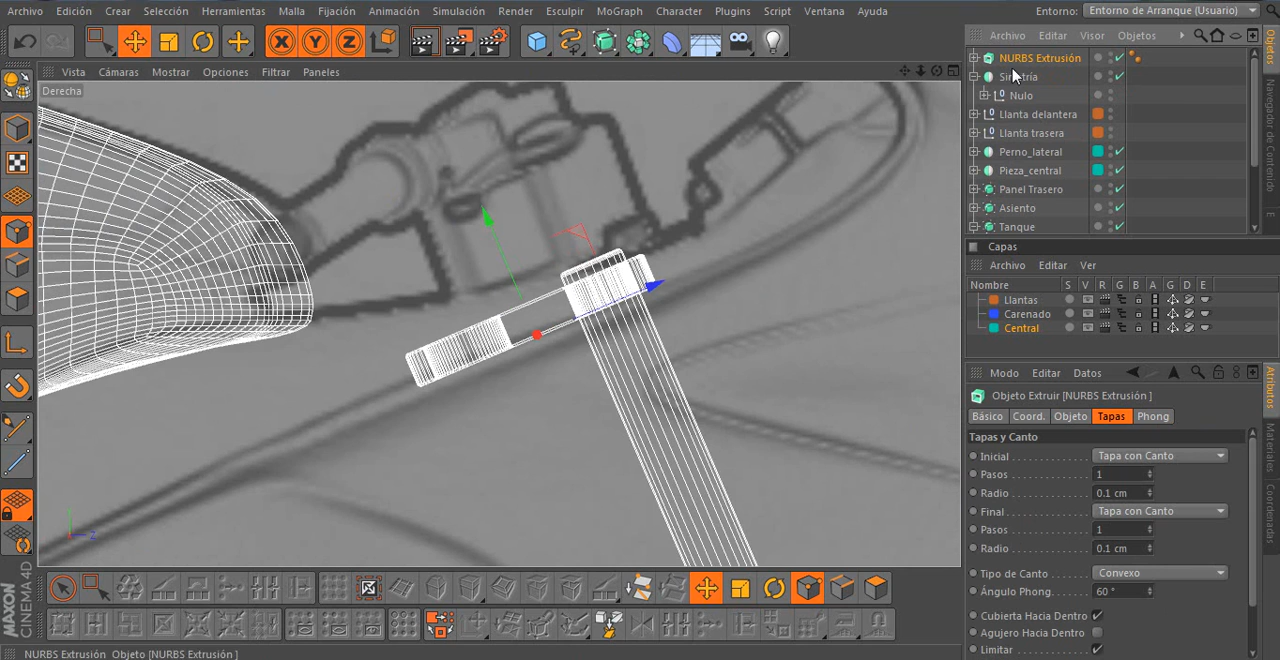 Archivo Edición Crear Selección Herramientas Malla Fijación Animación Simulación Render Esculpir MoGraph Character Plugins Script Ventana Ayuda Entorno: Entorno de Arranque (Usuario)
Archivo Editar Visor Objetos
Vista Cámaras Mostrar Opciones Filtrar Paneles
Derecha
NURBS Extrusión
Simetría
Nulo
Llanta delantera
Llanta trasera
Perno_lateral
Pieza_central
Panel Trasero
Asiento
Tanque
Objetos
Navegador de Contenido
E
Capas
Archivo Editar Ver
Nombre S V R G B A G D E
Llantas
Carenado
Central
Modo Editar Datos
Objeto Extruir [NURBS Extrusión ]
Básico Coord. Objeto Tapas Phong
Tapas y Canto
Inicial Tapa con Canto
Pasos 1
Radio 0.1 cm
Final Tapa con Canto
Pasos 1
Radio 0.1 cm
Tipo de Canto Convexo
Ángulo Phong. 60 °
Cubierta Hacia Dentro
Agujero Hacia Dentro
Limitar
Atributos
Materiales
Coordenadas
X Y Z
Z
MAXON
CINEMA 4D
NURBS Extrusión Objeto [NURBS Extrusión ]